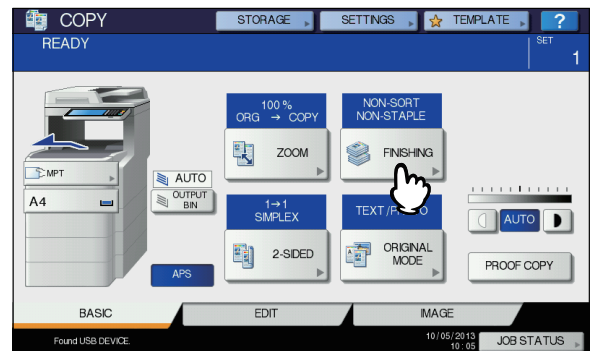 COPY
STORAGE
SETTINGS
TEMPLATE
?
READY
SET
1
100 %
ORG → COPY
NON-SORT
NON-STAPLE
ZOOM
FINISHING
MPT
A4
AUTO
OUTPUT
BIN
1→1
SIMPLEX
TEXT/PHOTO
2-SIDED
ORIGINAL
MODE
AUTO
APS
PROOF COPY
BASIC
EDIT
IMAGE
Found USB DEVICE.
10/05/2013
10:05
JOB STATUS